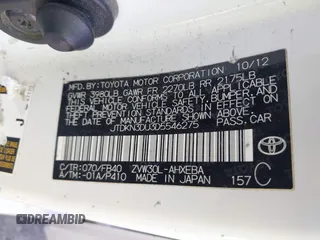 MFD. BY: TOYOTA MOTOR CORPORATION 10/12
GVWR 3980LB GAWR FR 2270LB RR 2175LB
THIS VEHICLE CONFORMS TO ALL APPLICABLE
FEDERAL MOTOR VEHICLE SAFETY, BUMPER, AND
THEFT PREVENTION STANDARDS IN EFFECT ON
THE DATE OF MANUFACTURE SHOWN ABOVE.
JTDKN3DU3D5546275 PASS.CAR
C/TR:070/FB40 ZVW30L-AHXEBA
A/TM:-01A/P410 MADE IN JAPAN 157C
TOYOTA